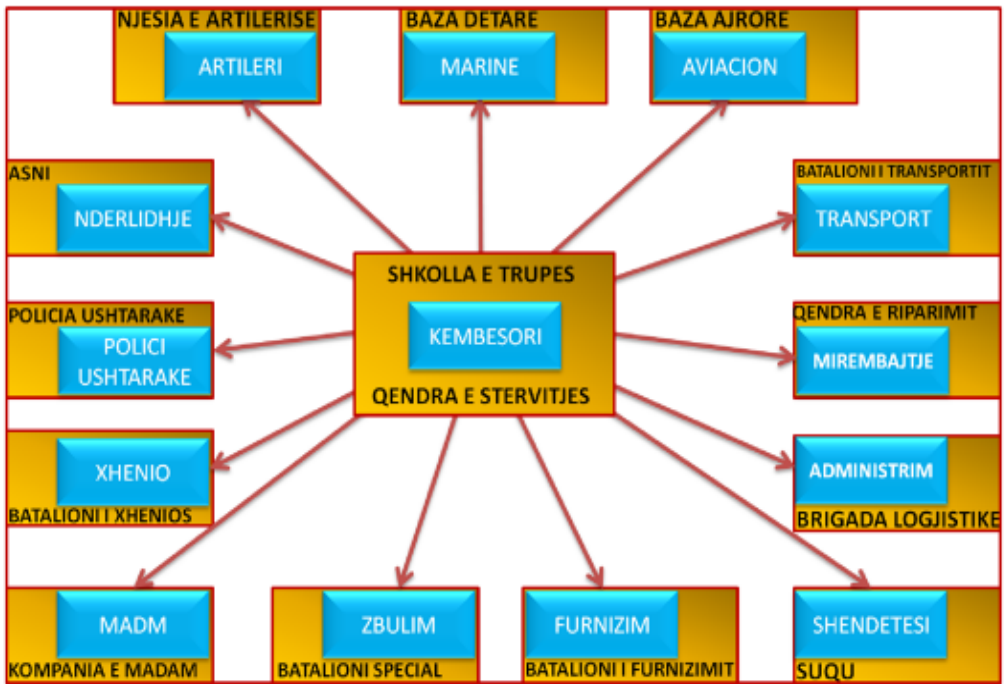 NJESIA E ARTILERISE
ARTILERI
BAZA DETARE
MARINE
BAZA AJRORE
AVIACION
ASNI
NDERLIDHJE
BATALIONI I TRANSPORTIT
TRANSPORT
SHKOLLA E TRUPES
KEMBESORI
QENDRA E STERVITJES
POLICIA USHTARAKE
POLICI
USHTARAKE
QENDRA E RIPARIMIT
MIREMBAJTJE
XHENIO
BATALIONI I XHENIOS
ADMINISTRIM
BRIGADA LOGJISTIKE
MADM
KOMPANIA E MADAM
ZBULIM
BATALIONI SPECIAL
FURNIZIM
BATALIONI I FURNIZIMIT
SHENDETESI
SUQU